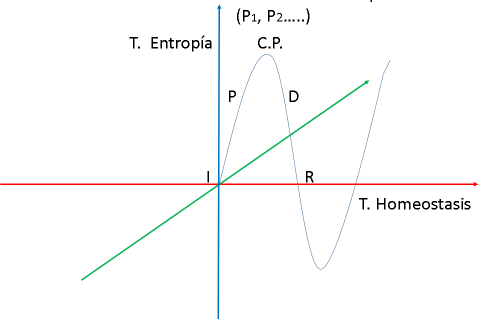 (P1, P2…..)
T. Entropía
C.P.
P
D
I
R
T. Homeostasis